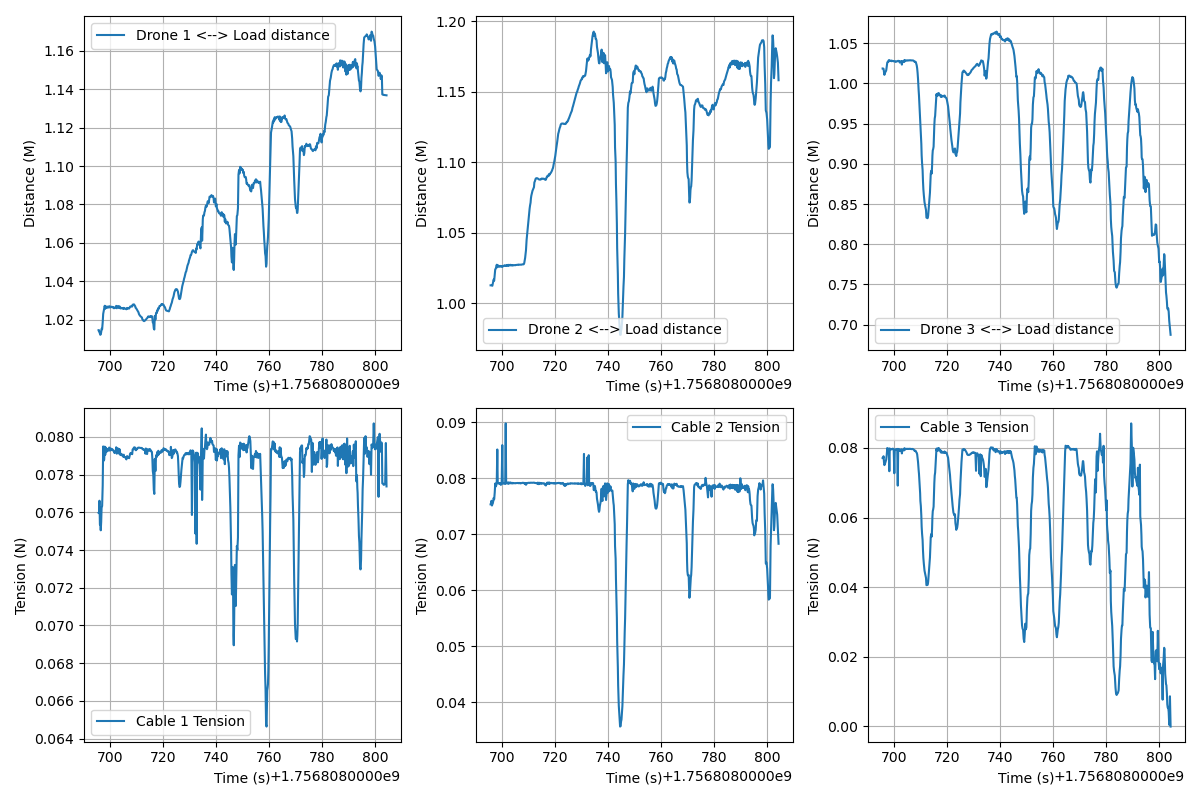 Drone 1 <--> Load distance
Distance (M)
1.16
1.14
1.12
1.10
1.08
1.06
1.04
1.02
700 720 740 760 780 800
Time (s) +1.7568080000e9
Drone 2 <--> Load distance
Distance (M)
1.20
1.15
1.10
1.05
1.00
700 720 740 760 780 800
Time (s) +1.7568080000e9
Drone 3 <--> Load distance
Distance (M)
1.05
1.00
0.95
0.90
0.85
0.80
0.75
0.70
700 720 740 760 780 800
Time (s) +1.7568080000e9
Cable 1 Tension
Tension (N)
0.080
0.078
0.076
0.074
0.072
0.070
0.068
0.066
0.064
700 720 740 760 780 800
Time (s) +1.7568080000e9
Cable 2 Tension
Tension (N)
0.09
0.08
0.07
0.06
0.05
0.04
700 720 740 760 780 800
Time (s) +1.7568080000e9
Cable 3 Tension
Tension (N)
0.08
0.06
0.04
0.02
0.00
700 720 740 760 780 800
Time (s) +1.7568080000e9